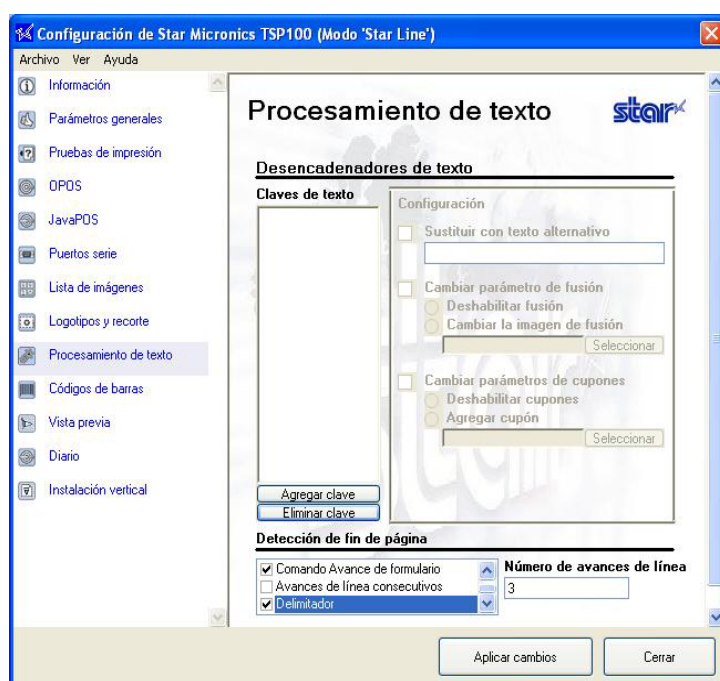 Configuración de Star Micronics TSP100 (Modo 'Star Line')
Archivo Ver Ayuda
Información
Parámetros generales
Pruebas de impresión
OPOS
JavaPOS
Puertos serie
Lista de imágenes
Logotipos y recorte
Procesamiento de texto
Códigos de barras
Vista previa
Diario
Instalación vertical
Procesamiento de texto
star
Desencadenadores de texto
Claves de texto
Configuración
Sustituir con texto alternativo
Cambiar parámetro de fusión
Deshabilitar fusión
Cambiar la imagen de fusión
Seleccionar
Cambiar parámetros de cupones
Deshabilitar cupones
Agregar cupón
Seleccionar
Agregar clave
Eliminar clave
Detección de fin de página
Comando Avance de formulario
Avances de línea consecutivos
Delimitador
Número de avances de línea
3
Aplicar cambios
Cerrar